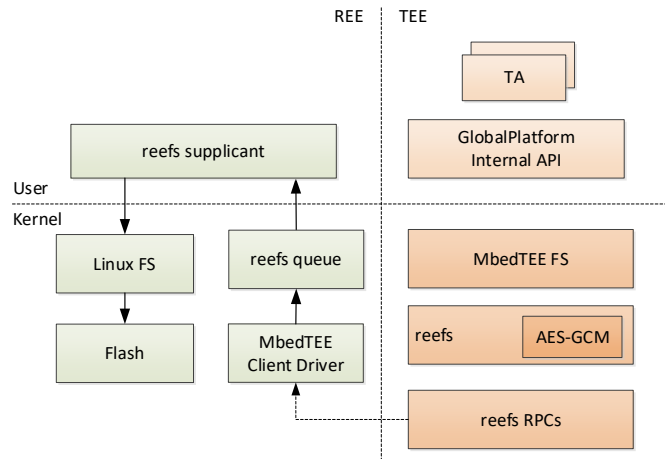 REE
TEE
TA
GlobalPlatform
Internal API
reefs supplicant
User
Kernel
Linux FS
reefs queue
MbedTEE FS
Flash
MbedTEE
Client Driver
reefs
AES-GCM
reefs RPCs